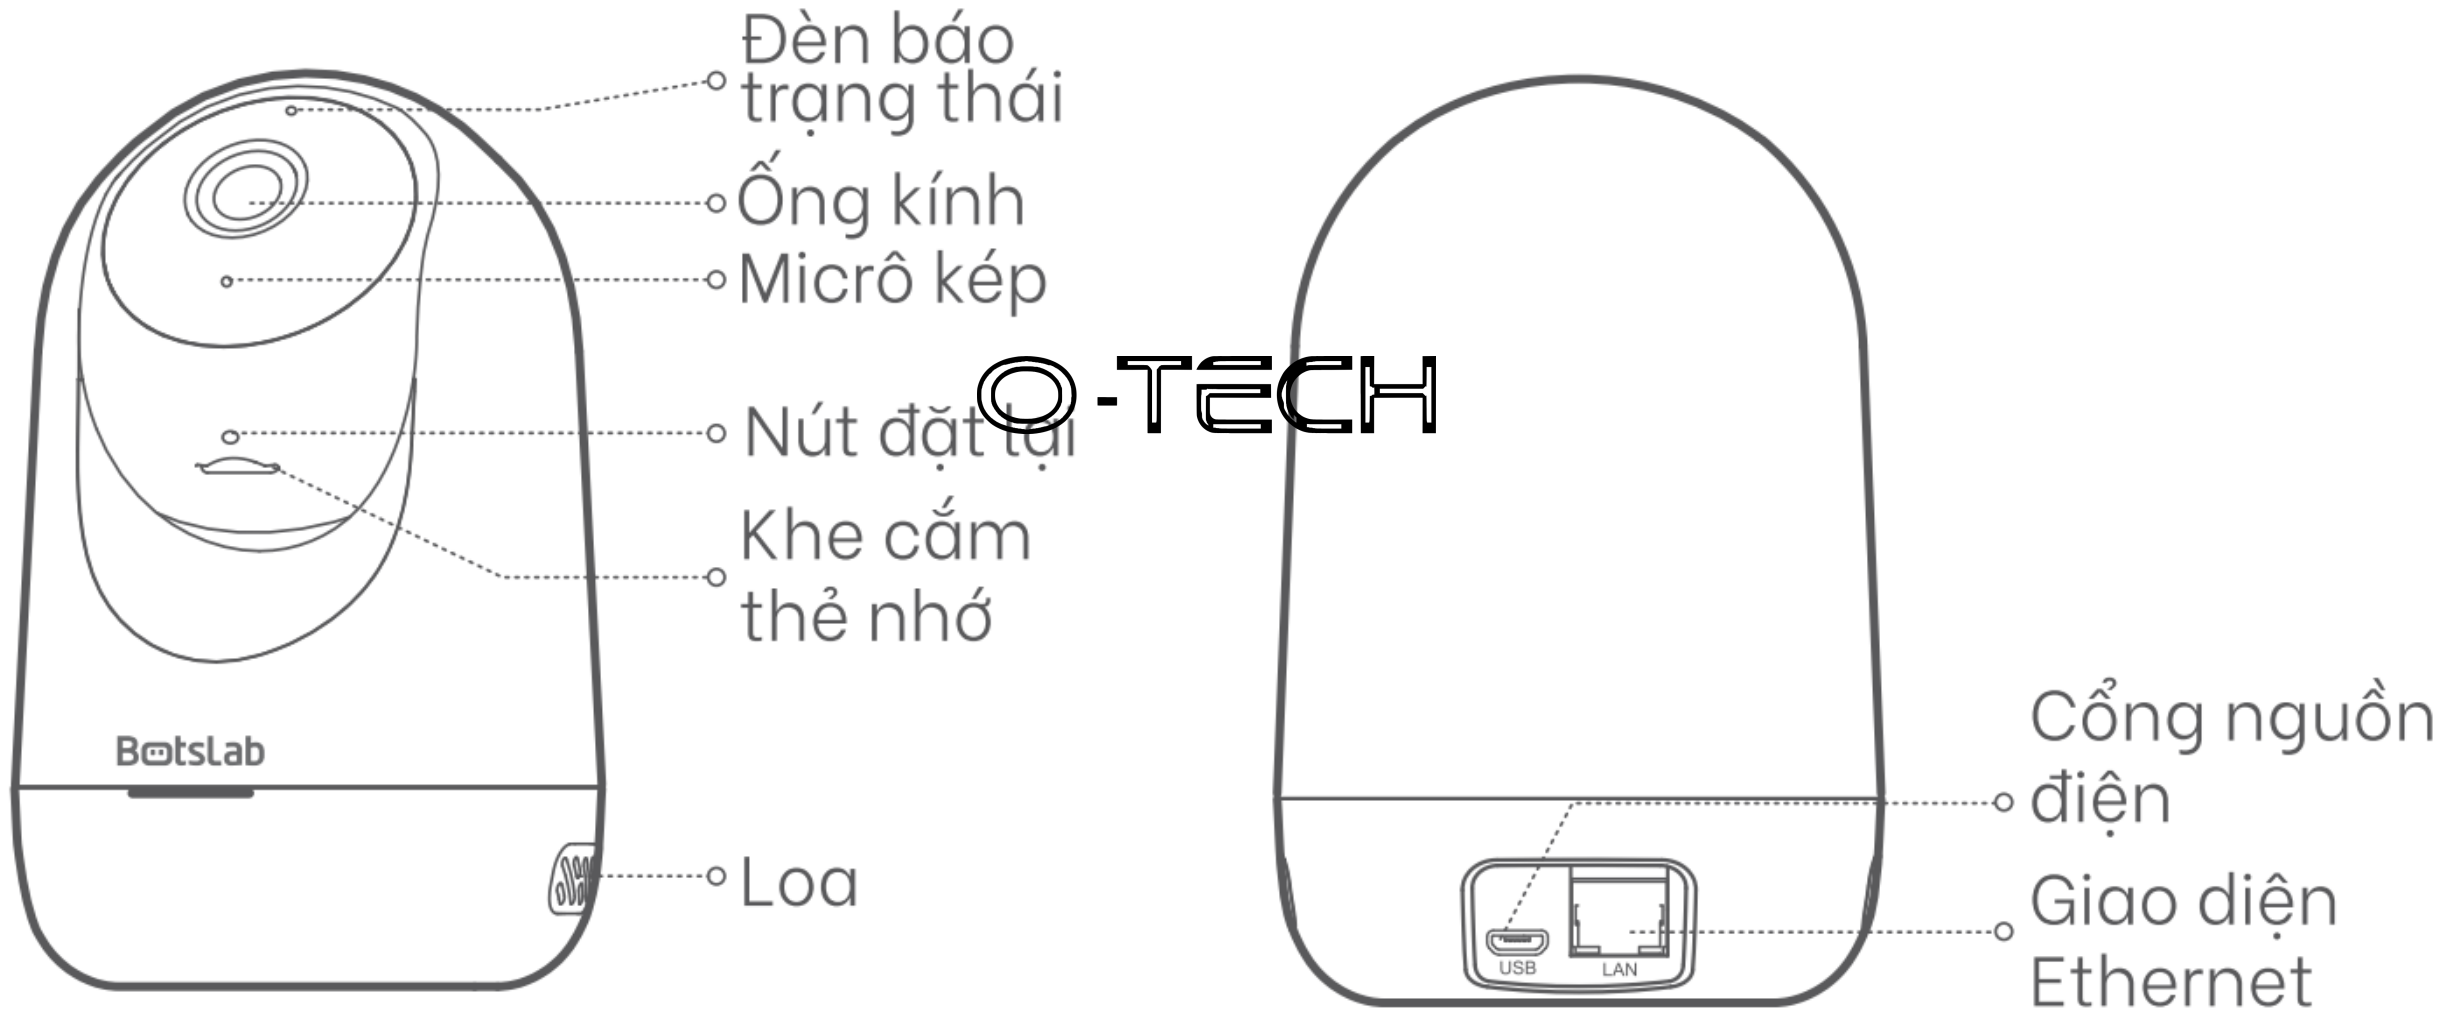 Đèn báo
trạng thái
Ống kính
Micrô kép
O-TECH
Nút đặt lại
Khe cắm
thẻ nhớ
BotsLab
Loa
Cổng nguồn
điện
Giao diện
Ethernet
USB
LAN